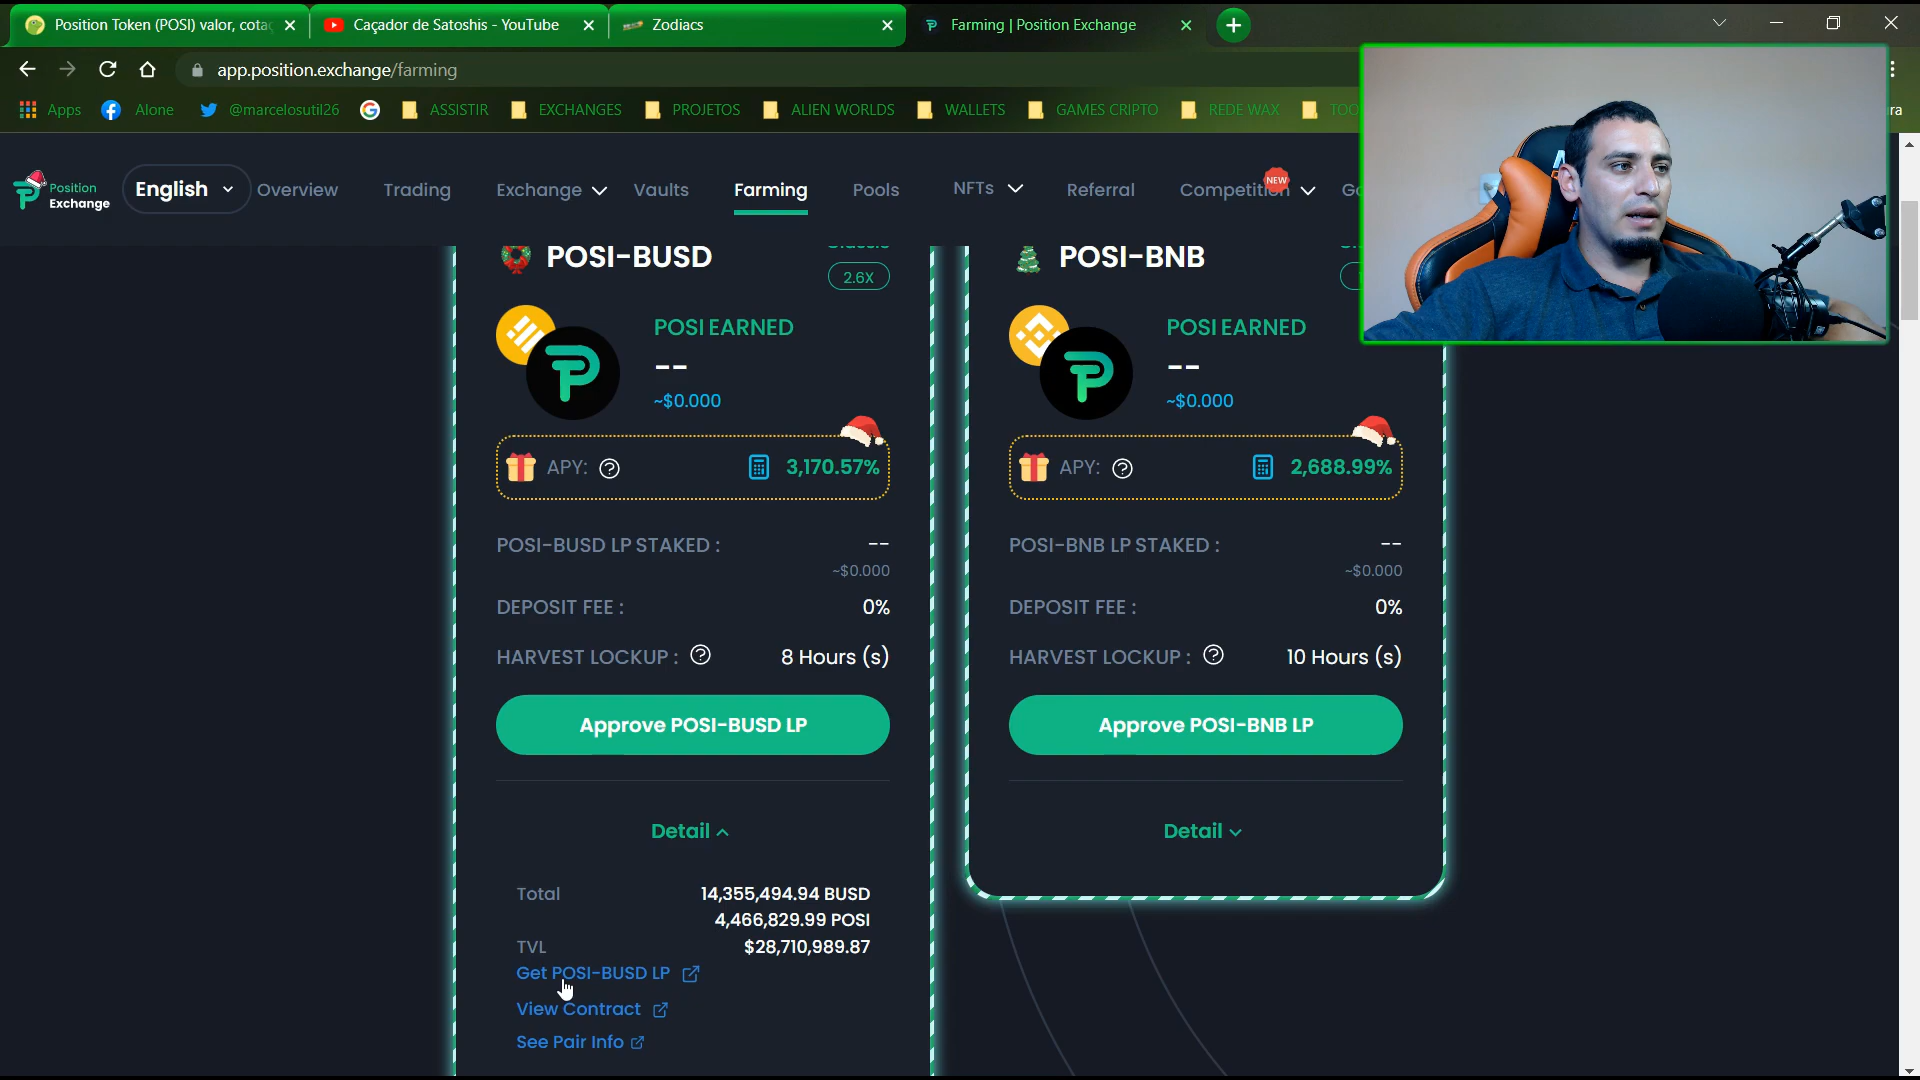 Position Token (POSI) valor, cotaç
Caçador de Satoshis - YouTube
Zodiacs
Farming | Position Exchange
app.position.exchange/farming
Apps
Alone
@marcelosutil26
ASSISTIR
EXCHANGES
PROJETOS
ALIEN WORLDS
WALLETS
GAMES CRIPTO
REDE WAX
TOO
ra
Position
Exchange
English
Overview
Trading
Exchange
Vaults
Farming
Pools
NFTs
Referral
Competition
NEW
POSI-BUSD
2.6X
POSI EARNED
--
~$0.000
APY:
3,170.57%
POSI-BUSD LP STAKED :
--
~$0.000
DEPOSIT FEE :
0%
HARVEST LOCKUP :
8 Hours (s)
Approve POSI-BUSD LP
Detail
Total
14,355,494.94 BUSD
4,466,829.99 POSI
TVL
$28,710,989.87
Get POSI-BUSD LP
View Contract
See Pair Info
POSI-BNB
POSI EARNED
--
~$0.000
APY:
2,688.99%
POSI-BNB LP STAKED :
--
~$0.000
DEPOSIT FEE :
0%
HARVEST LOCKUP :
10 Hours (s)
Approve POSI-BNB LP
Detail